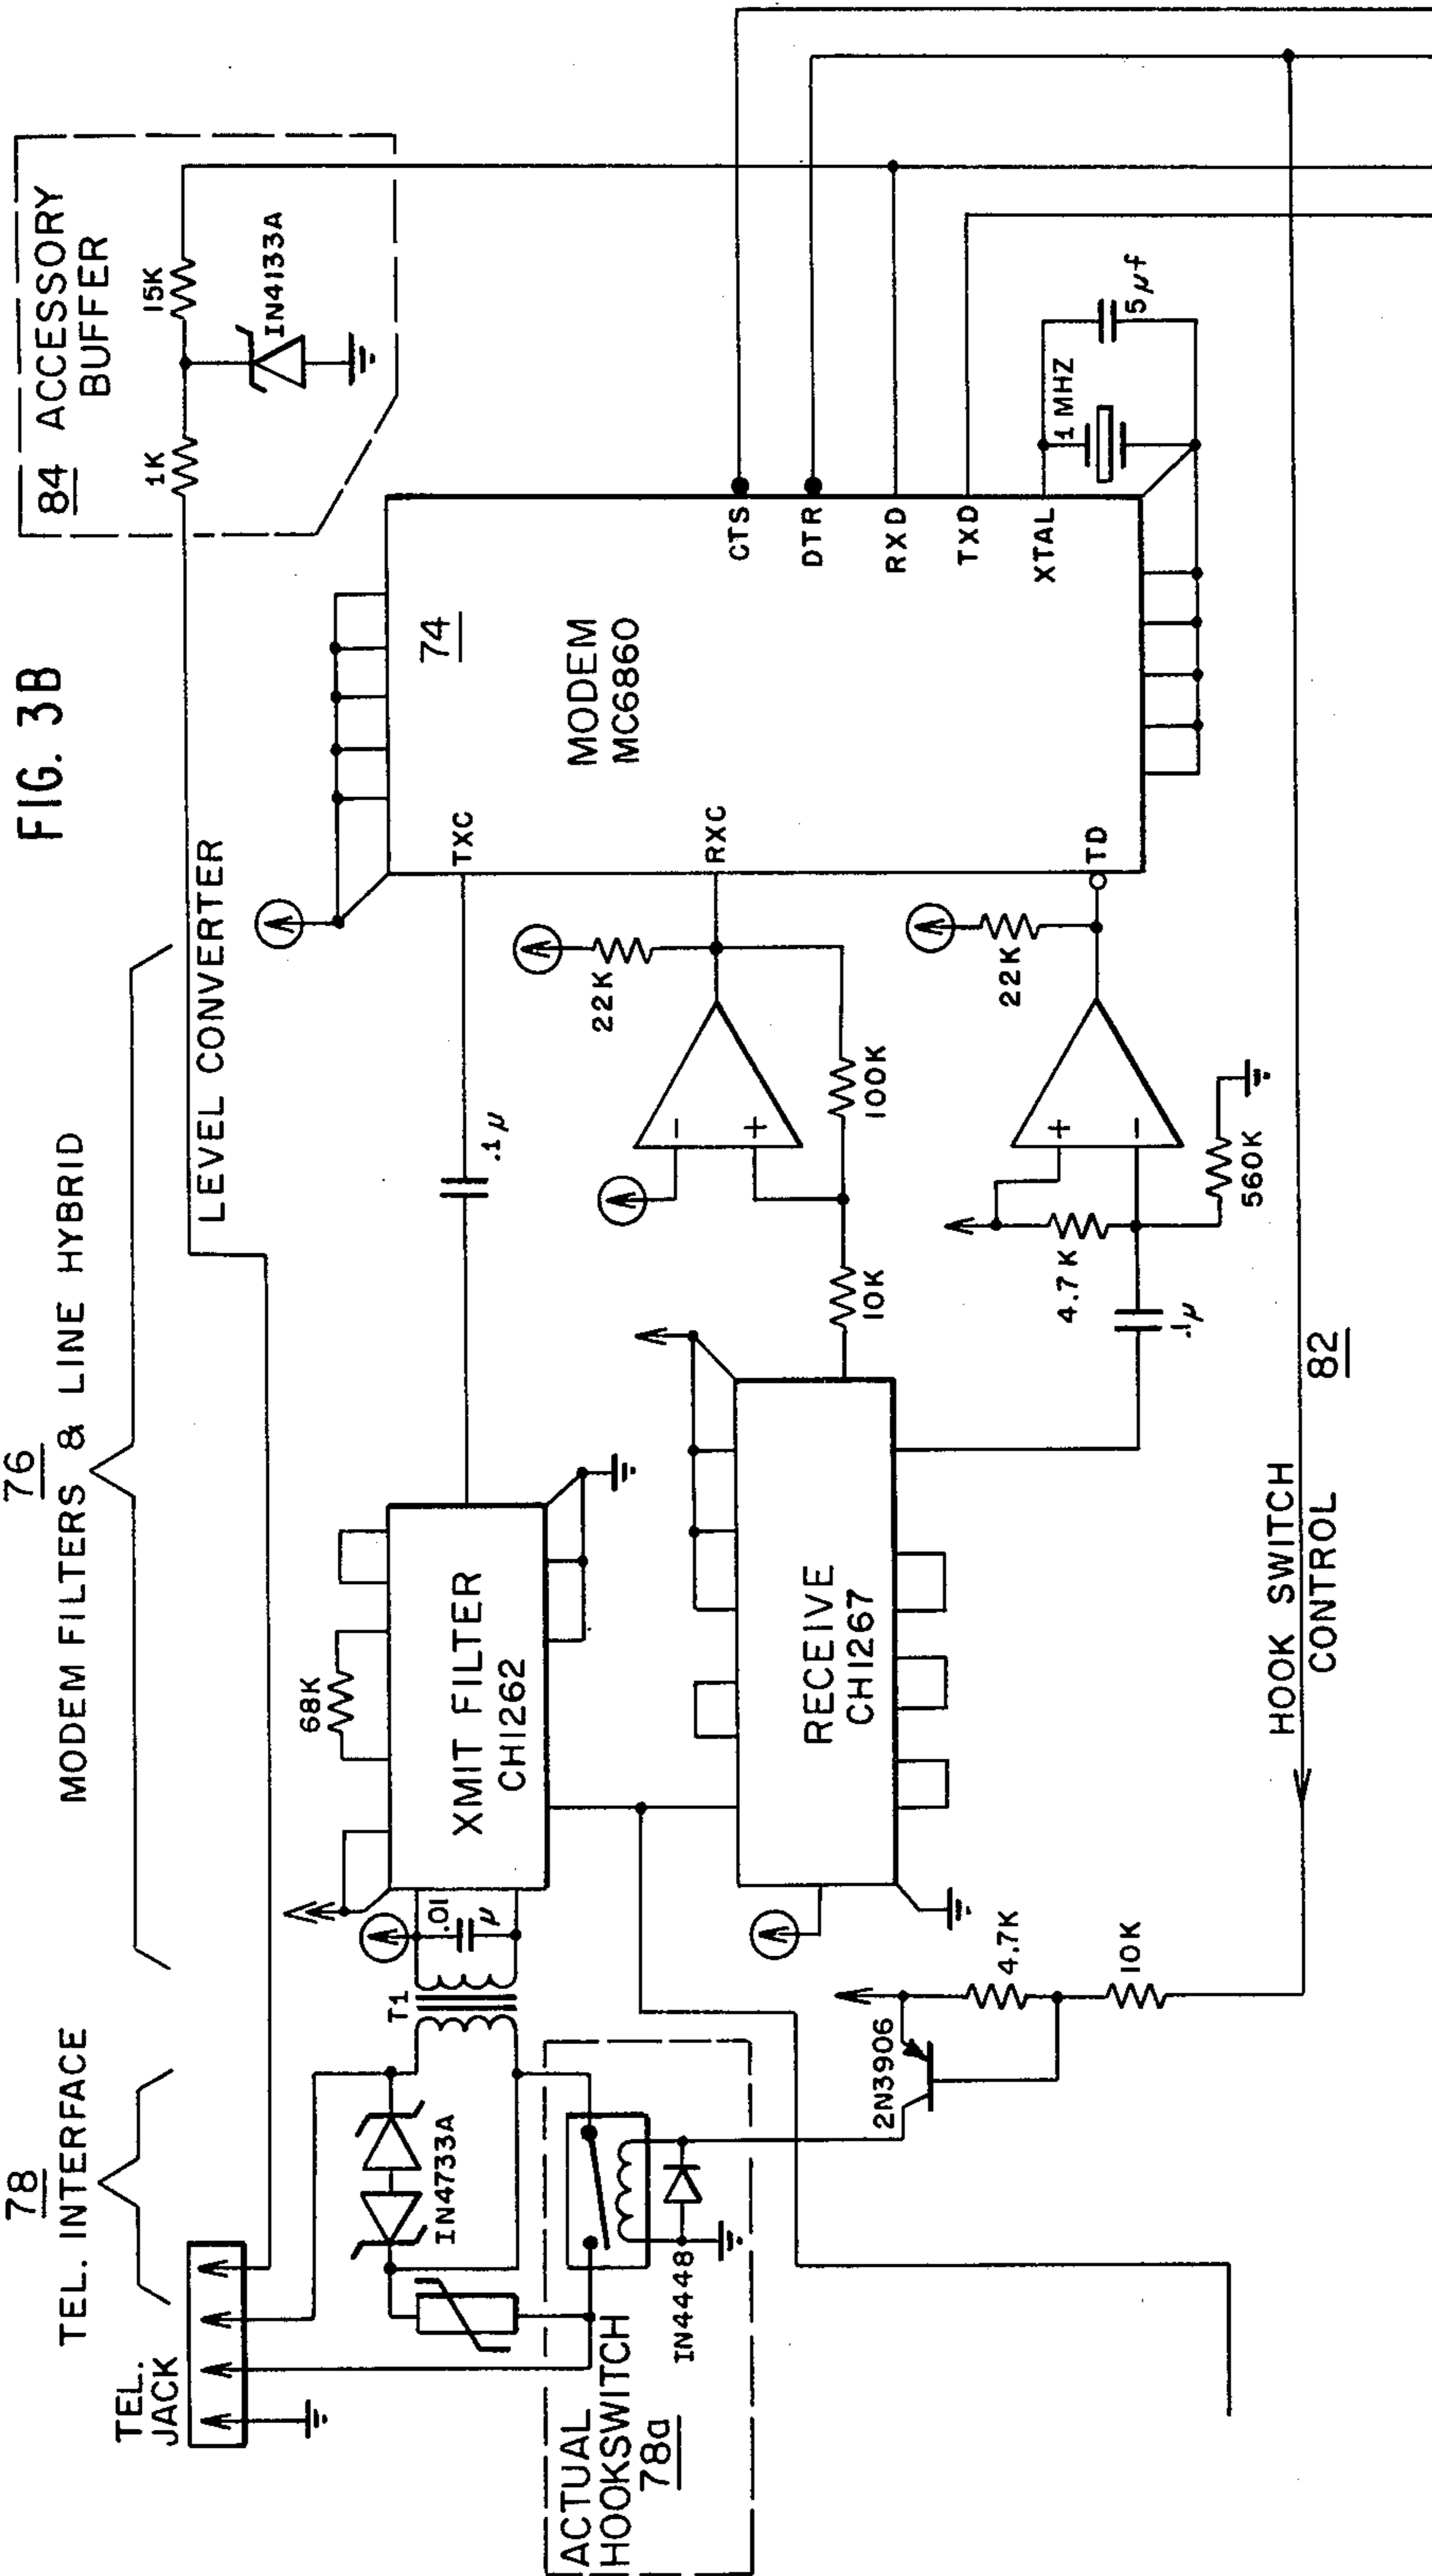 FIG. 3B
78
TEL. INTERFACE
76
MODEM FILTERS & LINE HYBRID
84 ACCESSORY
BUFFER
1K
15K
IN4133A
LEVEL CONVERTER
TEL.
JACK
IN4733A
T1
.01
μ
68K
XMIT FILTER
CH1262
.1μ
TXC
74
MODEM
MC6860
RXC
TD
CTS
DTR
RXD
TXD
XTAL
1 MHZ
5μf
22K
-
+
100K
10K
22K
+
-
4.7K
560K
.1μ
RECEIVE
CH1267
ACTUAL
HOOKSWITCH
78a
IN4448
2N3906
4.7K
10K
HOOK SWITCH
CONTROL
82